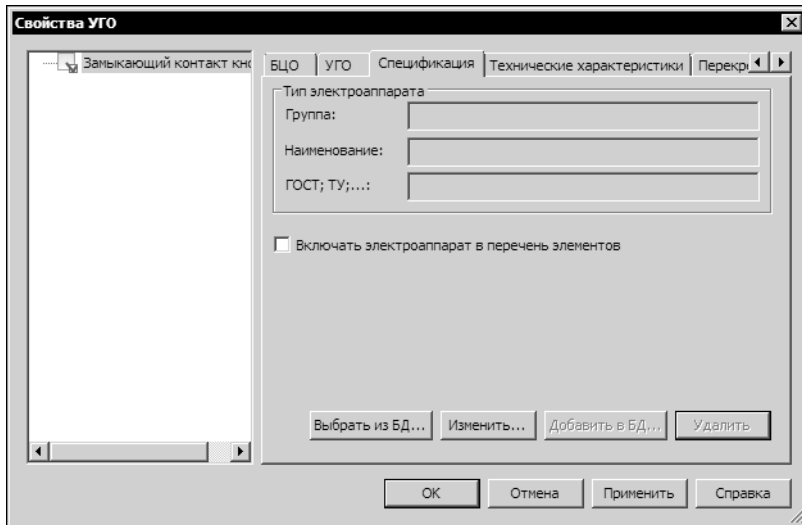 Свойства УГО
Замыкающий контакт кно
БЦО УГО Спецификация Технические характеристики
Тип электроаппарата
Группа:
Наименование:
ГОСТ; ТУ;...:
Включать электроаппарат в перечень элементов
Выбрать из БД... Изменить... Добавить в БД... Удалить
OK Отмена Применить Справка